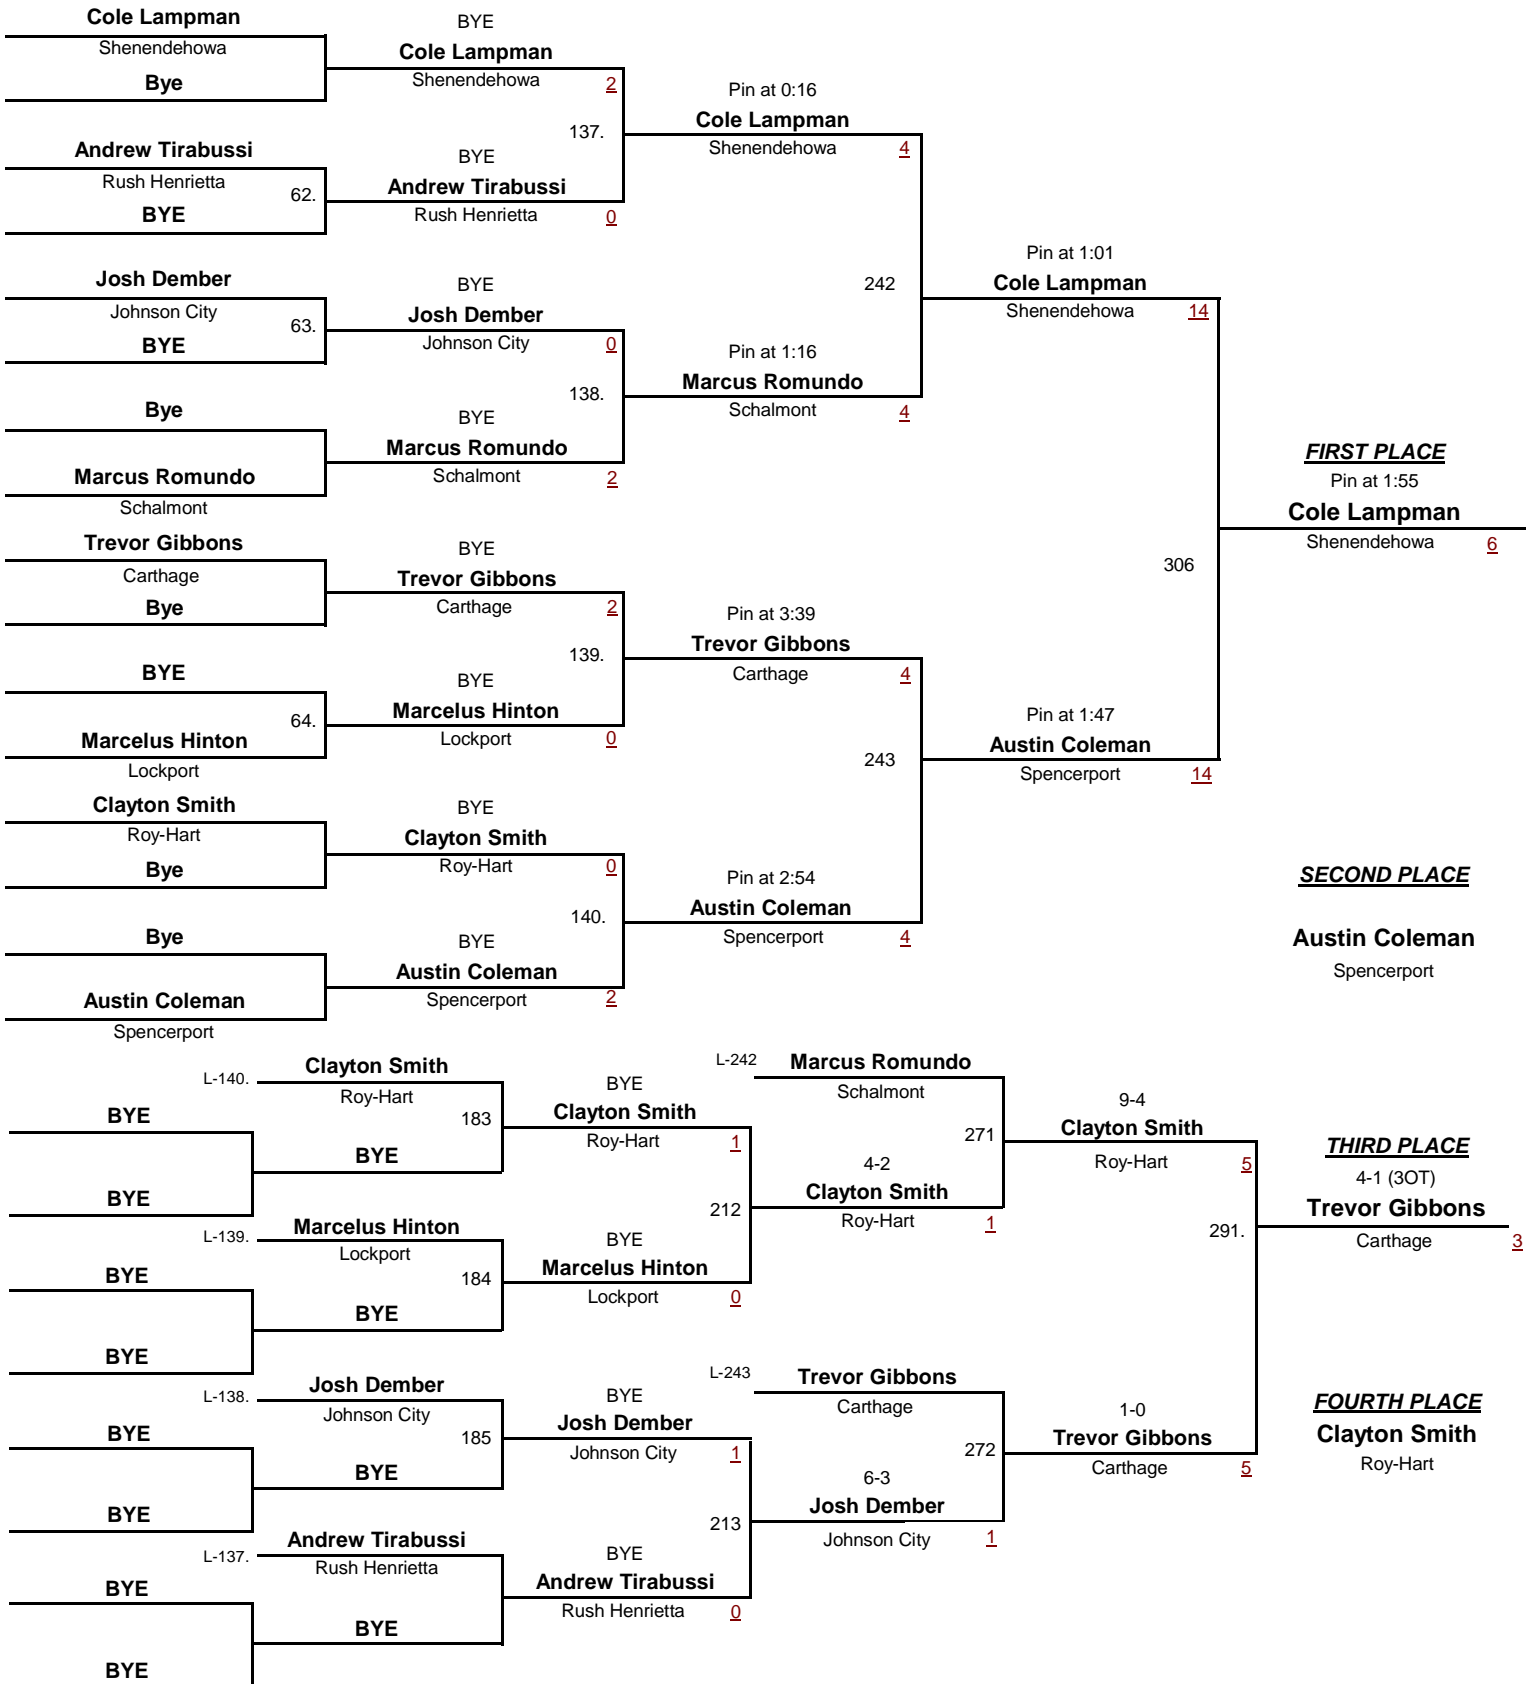 Cole Lampman
Shenendehowa
Bye
Andrew Tirabussi
Rush Henrietta
62.
BYE
Josh Dember
Johnson City
63.
BYE
Bye
Marcus Romundo
Schalmont
Trevor Gibbons
Carthage
Bye
BYE
64.
Marcelus Hinton
Lockport
Clayton Smith
Roy-Hart
Bye
Bye
Austin Coleman
Spencerport
BYE
Cole Lampman
Shenendehowa 2
137.
BYE
Andrew Tirabussi
Rush Henrietta 0
BYE
Josh Dember
Johnson City 0
138.
BYE
Marcus Romundo
Schalmont 2
BYE
Trevor Gibbons
Carthage 2
139.
BYE
Marcelus Hinton
Lockport 0
BYE
Clayton Smith
Roy-Hart 0
140.
BYE
Austin Coleman
Spencerport 2
Pin at 0:16
Cole Lampman
Shenendehowa 4
242
Pin at 1:16
Marcus Romundo
Schalmont 4
Pin at 3:39
Trevor Gibbons
Carthage 4
243
Pin at 2:54
Austin Coleman
Spencerport 4
Pin at 1:01
Cole Lampman
Shenendehowa 14
306
Pin at 1:47
Austin Coleman
Spencerport 14
FIRST PLACE
Pin at 1:55
Cole Lampman
Shenendehowa 6
SECOND PLACE
Austin Coleman
Spencerport
BYE
BYE
BYE
BYE
BYE
BYE
BYE
BYE
L-140.
Clayton Smith
Roy-Hart
183
BYE
L-139.
Marcelus Hinton
Lockport
184
BYE
L-138.
Josh Dember
Johnson City
185
BYE
L-137.
Andrew Tirabussi
Rush Henrietta
BYE
BYE
Clayton Smith
Roy-Hart 1
212
BYE
Marcelus Hinton
Lockport 0
BYE
Josh Dember
Johnson City 1
213
BYE
Andrew Tirabussi
Rush Henrietta 0
L-242
Marcus Romundo
Schalmont
271
4-2
Clayton Smith
Roy-Hart 1
L-243
Trevor Gibbons
Carthage
272
6-3
Josh Dember
Johnson City 1
9-4
Clayton Smith
Roy-Hart 5
291.
1-0
Trevor Gibbons
Carthage 5
THIRD PLACE
4-1 (3OT)
Trevor Gibbons
Carthage 3
FOURTH PLACE
Clayton Smith
Roy-Hart